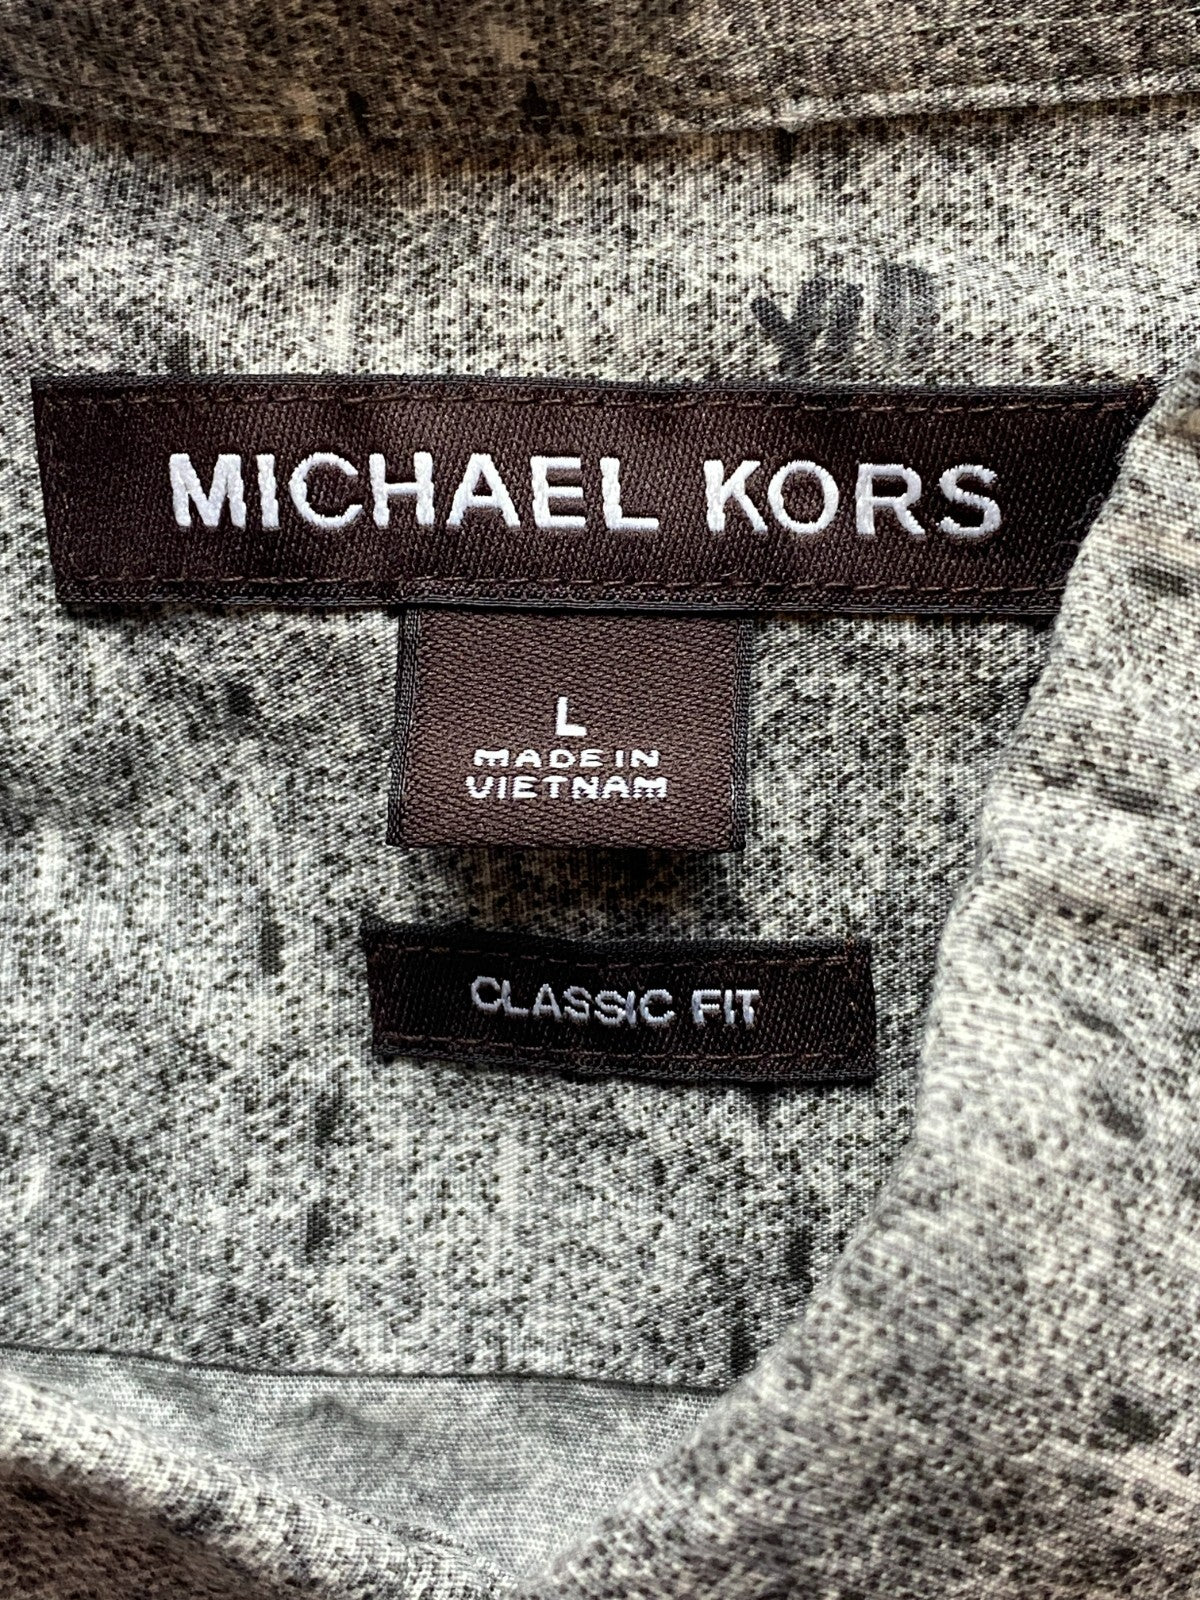 MICHAEL KORS
L
MADE IN
VIETNAM
CLASSIC FIT